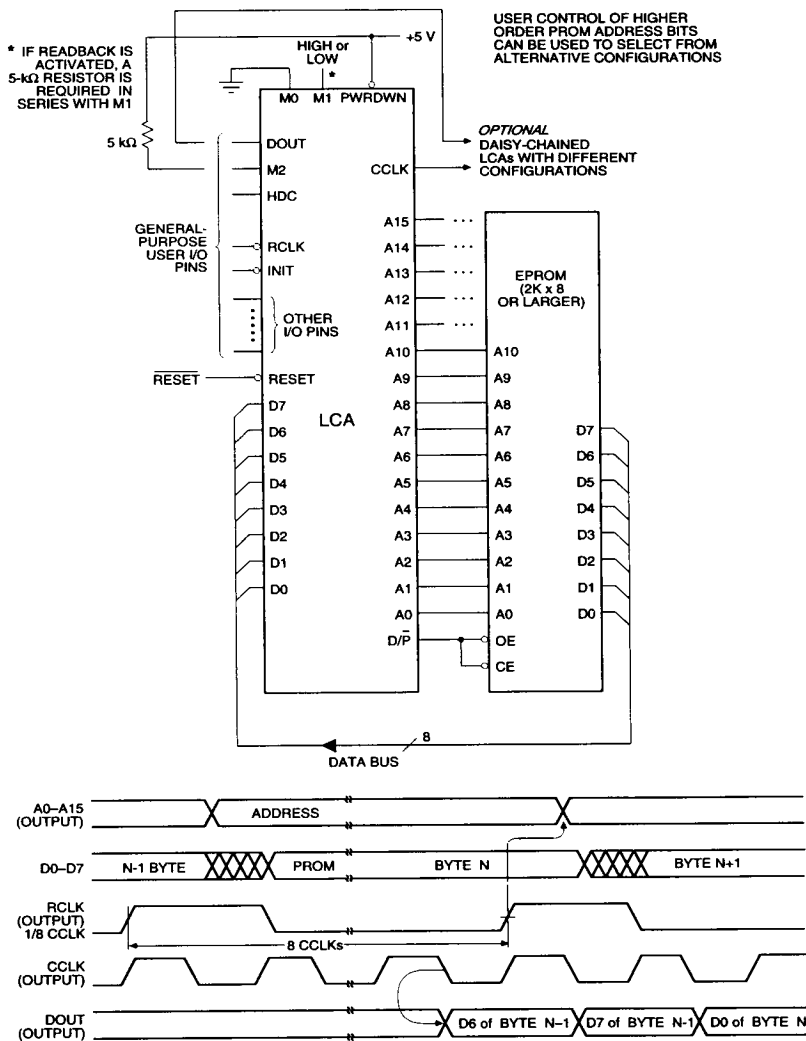 +5 V
USER CONTROL OF HIGHER
ORDER PROM ADDRESS BITS
CAN BE USED TO SELECT FROM
ALTERNATIVE CONFIGURATIONS
* IF READBACK IS
ACTIVATED, A
5-kΩ RESISTOR IS
REQUIRED IN
SERIES WITH M1
HIGH or
LOW
*
M0 M1 PWRDWN
5 kΩ
DOUT
M2
HDC
GENERAL-
PURPOSE
USER I/O
PINS
RCLK
INIT
OTHER
I/O PINS
RESET
RESET
D7
D6
D5
D4
D3
D2
D1
D0
LCA
CCLK
OPTIONAL
DAISY-CHAINED
LCAs WITH DIFFERENT
CONFIGURATIONS
A15
A14
A13
A12
A11
A10
A9
A8
A7
A6
A5
A4
A3
A2
A1
A0
D/P̅
EPROM
(2K x 8
OR LARGER)
A10
A9
A8
A7
A6
A5
A4
A3
A2
A1
A0
OE
CE
D7
D6
D5
D4
D3
D2
D1
D0
8
DATA BUS
A0–A15
(OUTPUT)
ADDRESS
D0–D7
N-1 BYTE PROM BYTE N BYTE N+1
RCLK
(OUTPUT)
1/8 CCLK
8 CCLKs
CCLK
(OUTPUT)
DOUT
(OUTPUT)
D6 of BYTE N–1 D7 of BYTE N-1 D0 of BYTE N